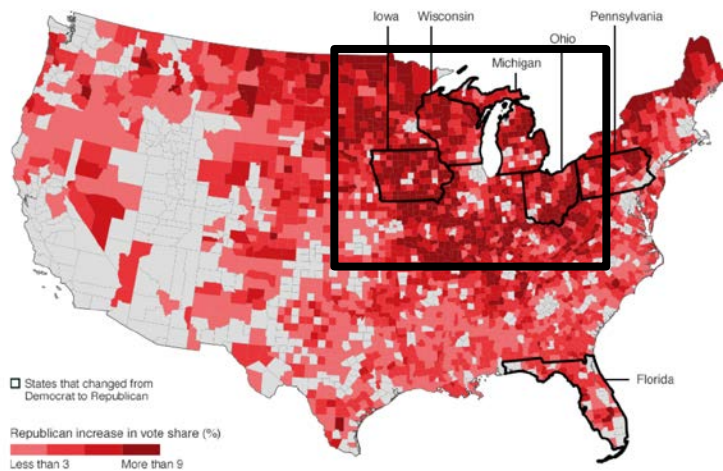 Iowa
Wisconsin
Pennsylvania
Ohio
Michigan
Florida
States that changed from
Democrat to Republican
Republican increase in vote share (%)
Less than 3
More than 9